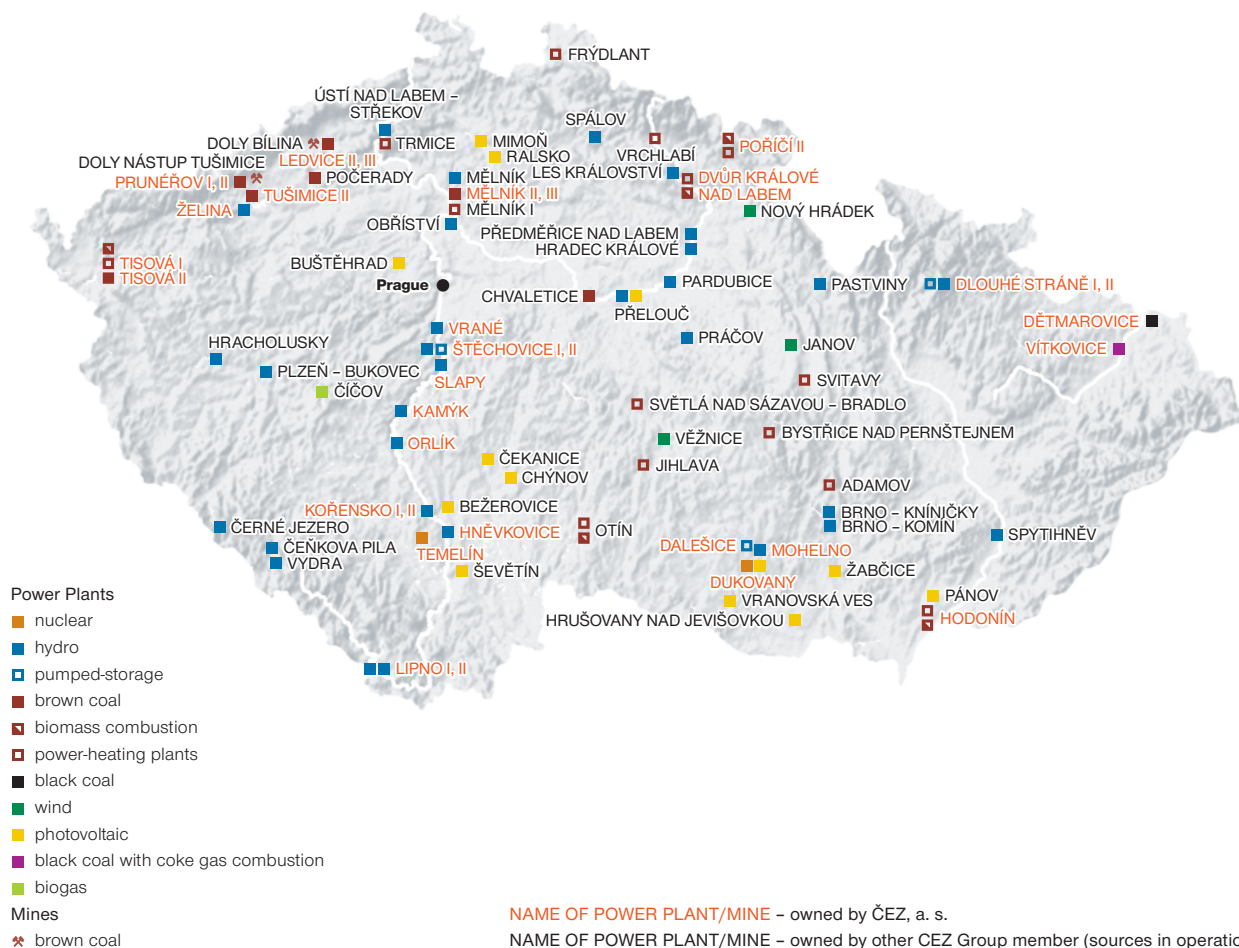 FRÝDLANT
ÚSTÍ NAD LABEM –
STŘEKOV
SPÁLOV
DOLY BÍLINA
TRMICE
MIMOŇ
VRCHLABÍ
POŘÍČÍ II
DOLY NÁSTUP TUŠIMICE
LEDVICE II, III
RALSKO
LES KRÁLOVSTVÍ
PRUNÉŘOV I, II
POČERADY
MĚLNÍK
DVŮR KRÁLOVÉ
NAD LABEM
TUŠIMICE II
MĚLNÍK II, III
ŽELINA
MĚLNÍK I
NOVÝ HRÁDEK
OBŘÍSTVÍ
PŘEDMĚŘICE NAD LABEM
HRADEC KRÁLOVÉ
TISOVÁ I
TISOVÁ II
BUŠTĚHRAD
Prague
PARDUBICE
PASTVINY
DLOUHÉ STRÁNĚ I, II
CHVALETICE
PŘELOUČ
DĚTMAROVICE
VRANÉ
PRÁČOV
JANOV
VÍTKOVICE
HRACHOLUSKY
ŠTĚCHOVICE I, II
PLZEŇ – BUKOVEC
SLAPY
SVITAVY
ČÍČOV
SVĚTLÁ NAD SÁZAVOU – BRADLO
KAMÝK
ORLÍK
VĚŽNICE
BYSTŘICE NAD PERNŠTEJNEM
ČEKANICE
JIHLAVA
CHÝNOV
ADAMOV
KOŘENSKO I, II
BEŽEROVICE
BRNO – KNÍNIČKY
ČERNÉ JEZERO
BRNO – KOMÍN
HNĚVKOVICE
OTÍN
SPYTIHNĚV
ČEŇKOVA PILA
TEMELÍN
DALEŠICE
MOHELNO
VYDRA
ŠEVĚTÍN
DUKOVANY
ŽABČICE
VRANOVSKÁ VES
PÁNOV
HRUŠOVANY NAD JEVIŠOVKOU
HODONÍN
LIPNO I, II
Power Plants
nuclear
hydro
pumped-storage
brown coal
biomass combustion
power-heating plants
black coal
wind
photovoltaic
black coal with coke gas combustion
biogas
Mines
brown coal
NAME OF POWER PLANT/MINE – owned by ČEZ, a. s.
NAME OF POWER PLANT/MINE – owned by other CEZ Group member (sources in operation